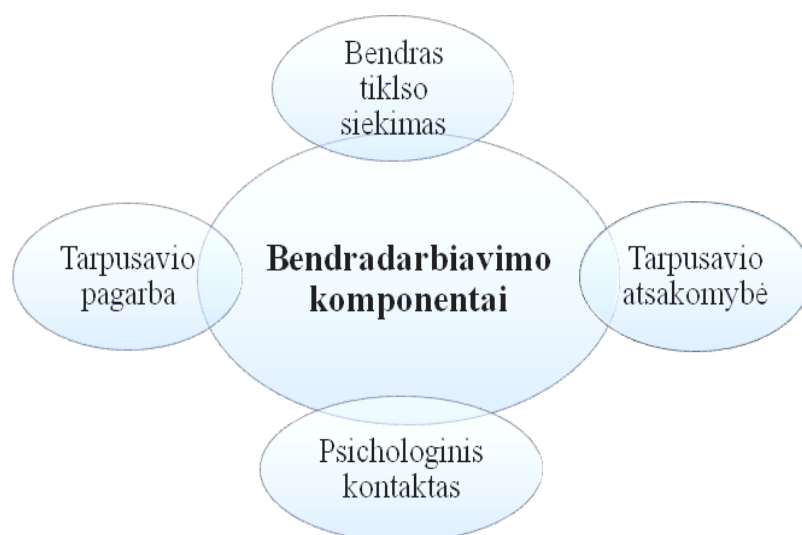 Bendras
tiklso
siekimas
Tarpusavio
pagarba
Bendradarbiavimo
komponentai
Tarpusavio
atsakomybė
Psichologinis
kontaktas